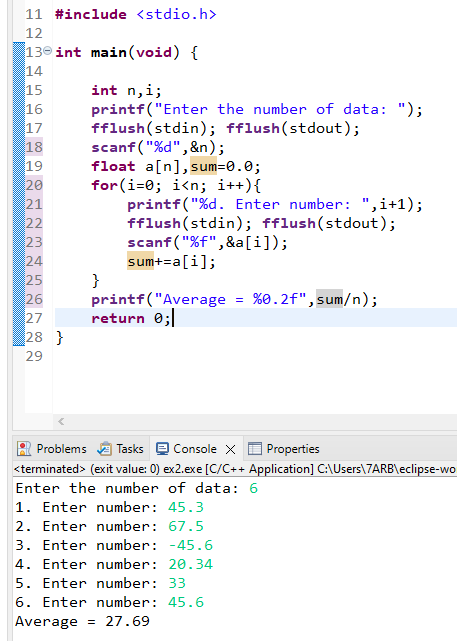 11 #include <stdio.h>
12
13 int main(void) {
14
15     int n,i;
16     printf("Enter the number of data: ");
17     fflush(stdin); fflush(stdout);
18     scanf("%d",&n);
19     float a[n],sum=0.0;
20     for(i=0; i<n; i++){
21         printf("%d. Enter number: ",i+1);
22         fflush(stdin); fflush(stdout);
23         scanf("%f",&a[i]);
24         sum+=a[i];
25     }
26     printf("Average = %0.2f",sum/n);
27     return 0;
28 }
29
Problems Tasks Console Properties
<terminated> (exit value: 0) ex2.exe [C/C++ Application] C:\Users\7ARB\eclipse-wo
Enter the number of data: 6
1. Enter number: 45.3
2. Enter number: 67.5
3. Enter number: -45.6
4. Enter number: 20.34
5. Enter number: 33
6. Enter number: 45.6
Average = 27.69